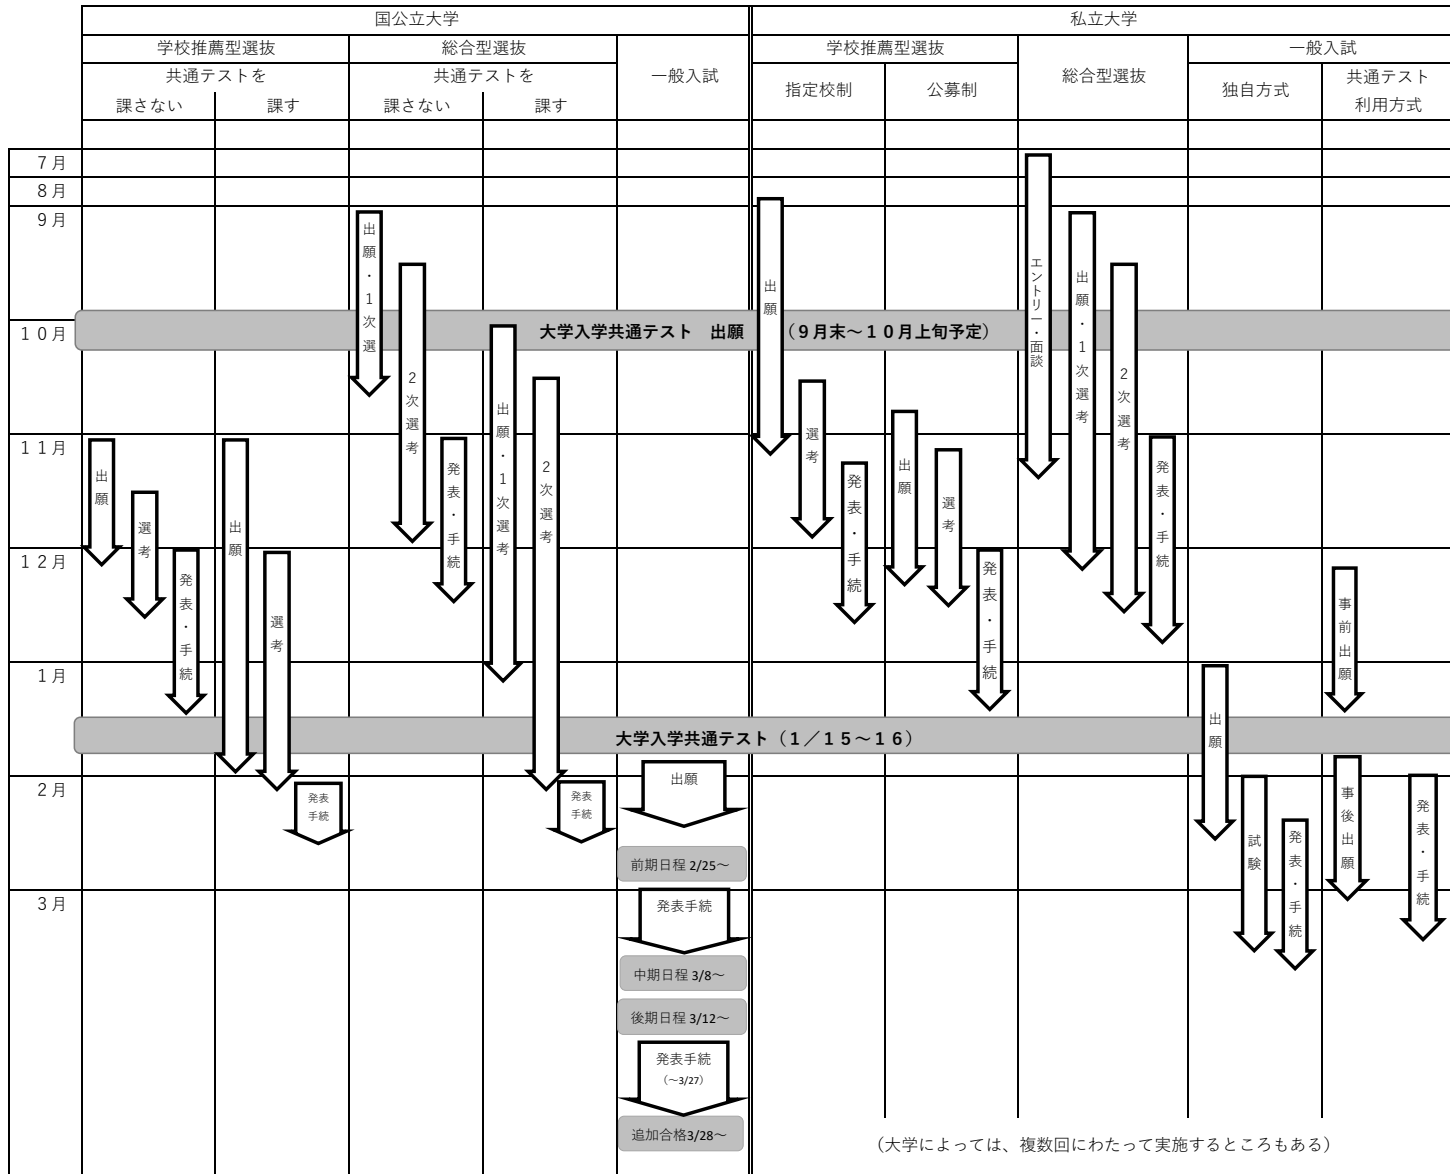 国公立大学
私立大学
学校推薦型選抜
総合型選抜
一般入試
学校推薦型選抜
総合型選抜
一般入試
共通テストを
共通テストを
指定校制
公募制
独自方式
共通テスト
利用方式
課さない
課す
課さない
課す
7月
8月
9月
10月
11月
12月
1月
2月
3月
大学入学共通テスト 出願 (9月末~10月上旬予定)
大学入学共通テスト(1/15~16)
出願
選考
発表・手続
出願
選考
発表
手続
出願・1次選
2次選考
発表・手続
出願・1次選考
2次選考
発表
手続
出願
前期日程 2/25~
発表手続
中期日程 3/8~
後期日程 3/12~
発表手続
(~3/27)
追加合格3/28~
出願
選考
発表・手続
出願
選考
発表・手続
エントリー・面談
出願・1次選考
2次選考
発表・手続
出願
試験
発表・手続
事前出願
事後出願
発表・手続
(大学によっては、複数回にわたって実施するところもある)